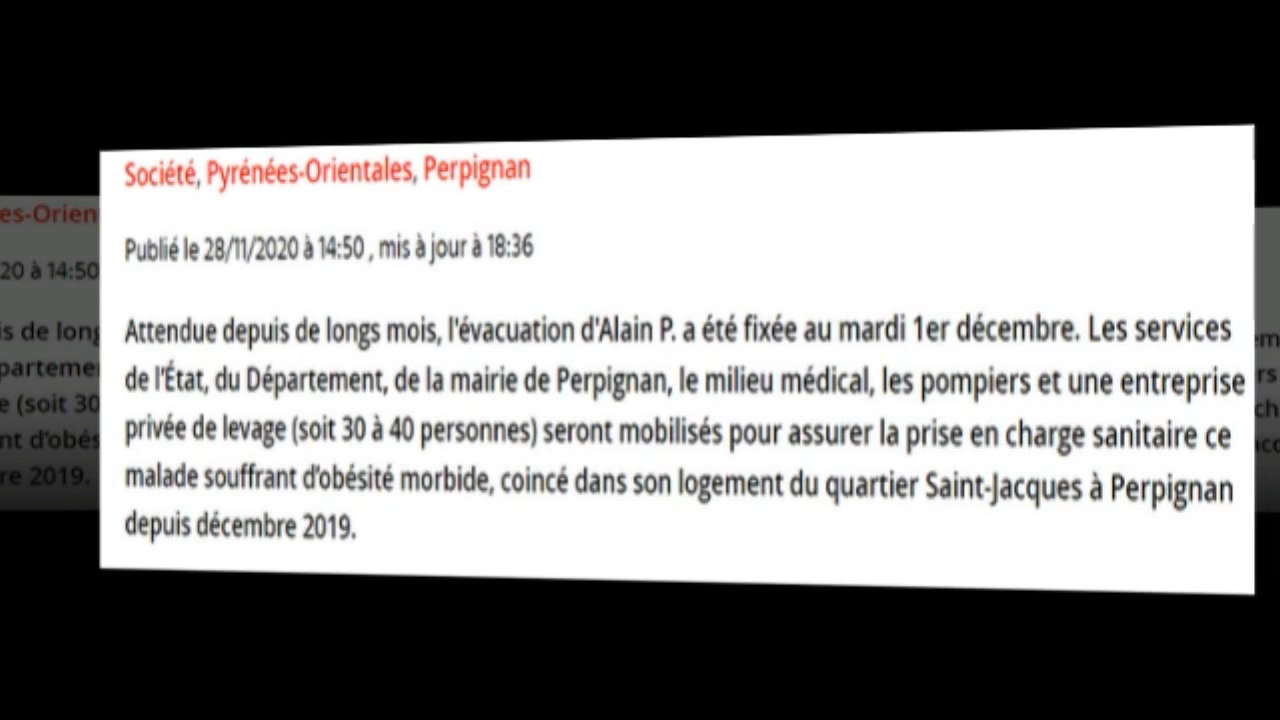 Société, Pyrénées-Orientales, Perpignan
Publié le 28/11/2020 à 14:50 , mis à jour à 18:36
Attendue depuis de longs mois, l'évacuation d'Alain P. a été fixée au mardi 1er décembre. Les services
de l'État, du Département, de la mairie de Perpignan, le milieu médical, les pompiers et une entreprise
privée de levage (soit 30 à 40 personnes) seront mobilisés pour assurer la prise en charge sanitaire ce
malade souffrant d'obésité morbide, coincé dans son logement du quartier Saint-Jacques à Perpignan
depuis décembre 2019.